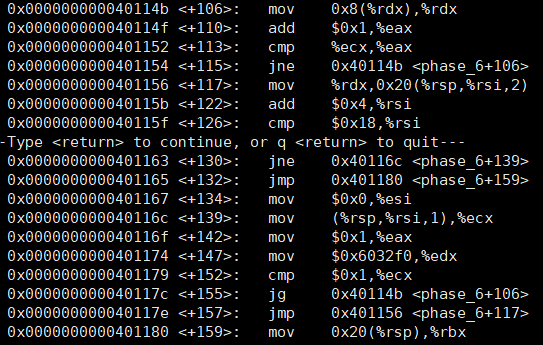 0x000000000040114b <+106>: mov 0x8(%rdx),%rdx
0x000000000040114f <+110>: add $0x1,%eax
0x0000000000401152 <+113>: cmp %ecx,%eax
0x0000000000401154 <+115>: jne 0x40114b <phase_6+106>
0x0000000000401156 <+117>: mov %rdx,0x20(%rsp,%rsi,2)
0x000000000040115b <+122>: add $0x4,%rsi
0x000000000040115f <+126>: cmp $0x18,%rsi
-Type <return> to continue, or q <return> to quit---
0x0000000000401163 <+130>: jne 0x40116c <phase_6+139>
0x0000000000401165 <+132>: jmp 0x401180 <phase_6+159>
0x0000000000401167 <+134>: mov $0x0,%esi
0x000000000040116c <+139>: mov (%rsp,%rsi,1),%ecx
0x000000000040116f <+142>: mov $0x1,%eax
0x0000000000401174 <+147>: mov $0x6032f0,%edx
0x0000000000401179 <+152>: cmp $0x1,%ecx
0x000000000040117c <+155>: jg 0x40114b <phase_6+106>
0x000000000040117e <+157>: jmp 0x401156 <phase_6+117>
0x0000000000401180 <+159>: mov 0x20(%rsp),%rbx